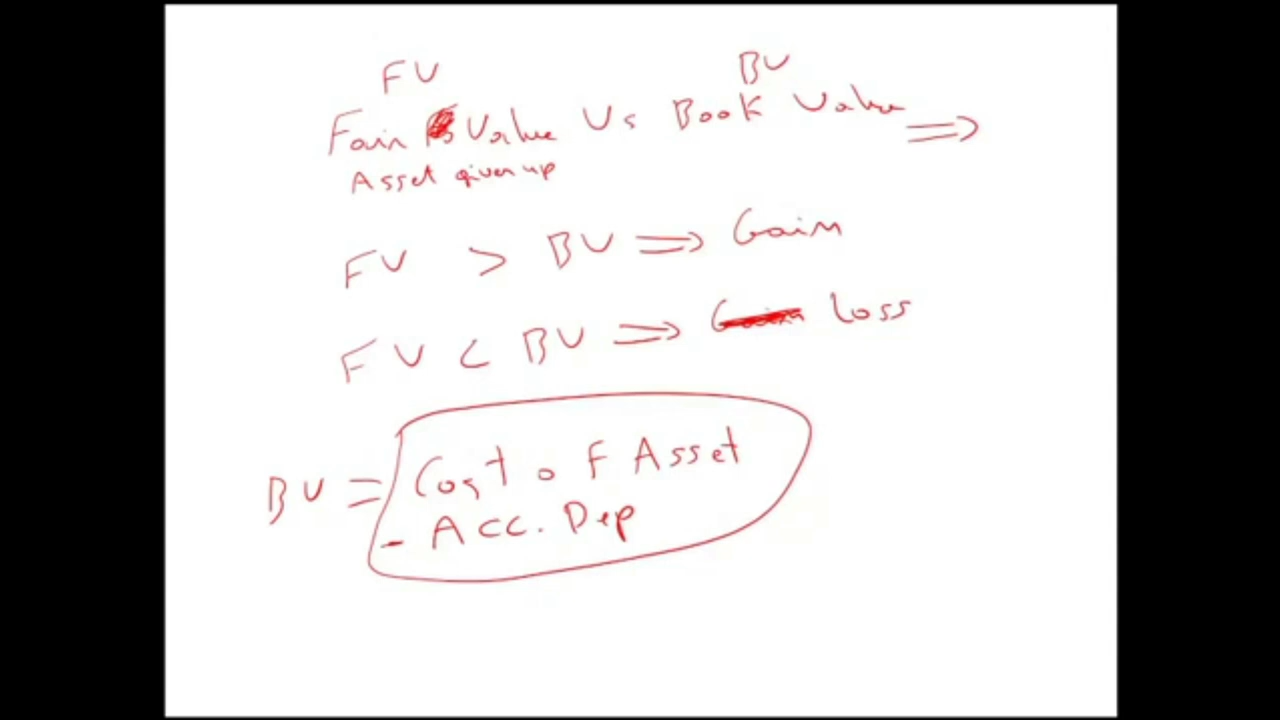 FV BV
Fair Value Vs Book Value ⇒
Asset given up
FV > BV ⇒ Gain
FV < BV ⇒ Loss
BV = Cost oF Asset
- Acc. Dep